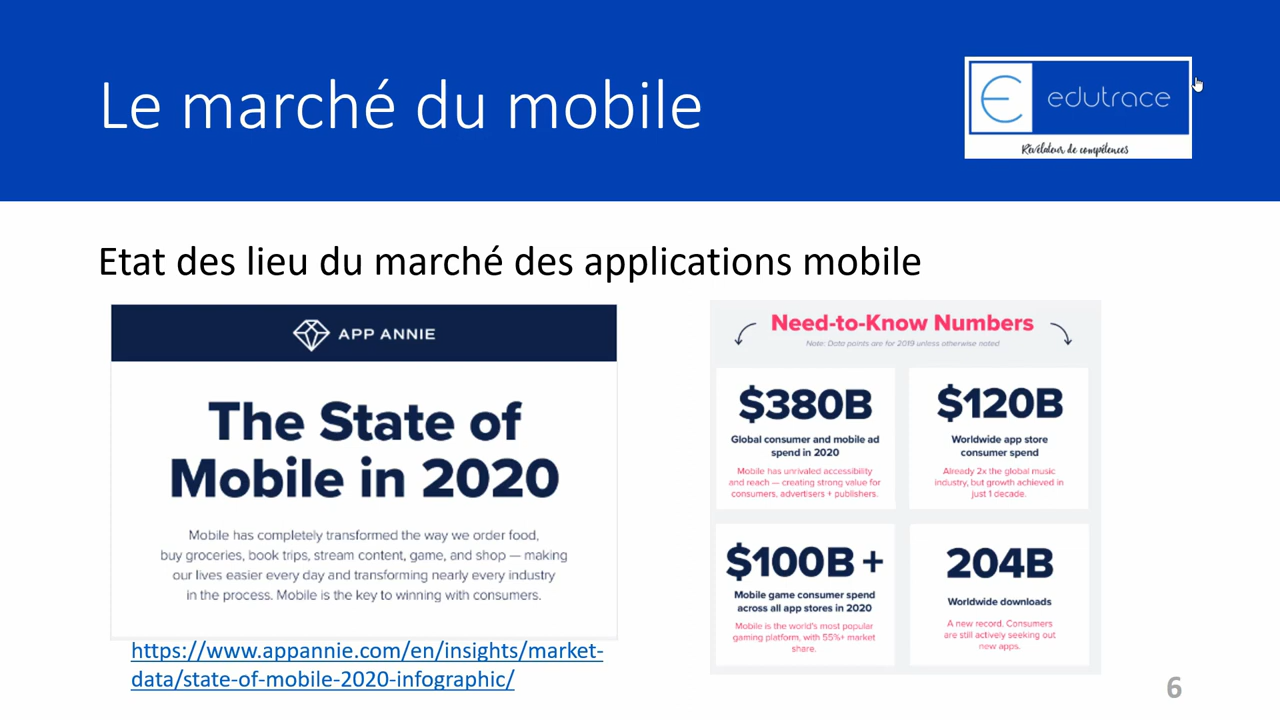 Le marché du mobile
edutrace
Révélateur de compétences
Etat des lieu du marché des applications mobile
APP ANNIE
The State of
Mobile in 2020
Mobile has completely transformed the way we order food,
buy groceries, book trips, stream content, game, and shop — making
our lives easier every day and transforming nearly every industry
in the process. Mobile is the key to winning with consumers.
https://www.appannie.com/en/insights/market-
data/state-of-mobile-2020-infographic/
Need-to-Know Numbers
Note: Data points are for 2019 unless otherwise noted
$380B
Global consumer and mobile ad
spend in 2020
Mobile has unrivaled accessibility
and reach — creating strong value for
consumers, advertisers + publishers.
$120B
Worldwide app store
consumer spend
Already 2x the global music
industry, but growth achieved in
just 1 decade.
$100B +
Mobile game consumer spend
across all app stores in 2020
Mobile is the world's most popular
gaming platform, with 55%+ market
share.
204B
Worldwide downloads
A new record. Consumers
are still actively seeking out
new apps.
6